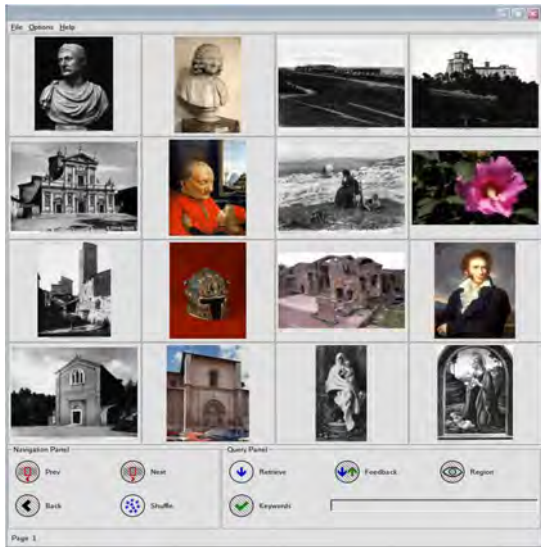 File Options Help
Navigation Panel
Query Panel
Prev
Next
Retrieve
Feedback
Region
Back
Shuffle
Keywords
Page 1